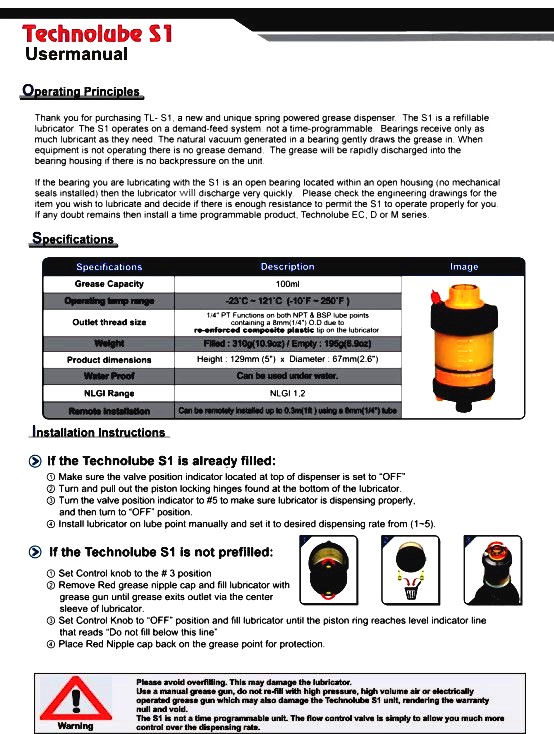 Technolube S1
Usermanual
Operating Principles
Thank you for purchasing TL- S1, a new and unique spring powered grease dispenser.  The S1 is a refillable
lubricator. The S1 operates on a demand-feed system, not a time-programmable.  Bearings receive only as
much lubricant as they need. The natural vacuum generated in a bearing gently draws the grease in. When
equipment is not operating there is no grease demand.  The grease will be rapidly discharged into the
bearing housing if there is no backpressure on the unit.
If the bearing you are lubricating with the S1 is an open bearing located within an open housing (no mechanical
seals installed) then the lubricator will discharge very quickly.  Please check the engineering drawings for the
item you wish to lubricate and decide if there is enough resistance to permit the S1 to operate properly for you.
If any doubt remains then install a time programmable product, Technolube EC, D or M series.
Specifications
Specifications Description Image
Grease Capacity 100ml
Operating temp range -23°C ~ 121°C (-10°F ~ 250°F )
Outlet thread size 1/4" PT Functions on both NPT & BSP lube points
containing a 8mm(1/4") O.D due to
re-enforced composite plastic tip on the lubricator
Weight Filled : 310g(10.9oz) / Empty : 195g(6.9oz)
Product dimensions Height : 129mm (5")  x  Diameter : 67mm(2.6")
Water Proof Can be used under water.
NLGI Range NLGI 1,2
Remote installation Can be remotely installed up to 0.3m(1ft ) using a 8mm(1/4") tube
Installation Instructions
If the Technolube S1 is already filled:
① Make sure the valve position indicator located at top of dispenser is set to “OFF”
② Turn and pull out the piston locking hinges found at the bottom of the lubricator.
③ Turn the valve position indicator to #5 to make sure lubricator is dispensing properly,
and then turn to “OFF” position.
④ Install lubricator on lube point manually and set it to desired dispensing rate from (1~5).
If the Technolube S1 is not prefilled:
① Set Control knob to the # 3 position
② Remove Red grease nipple cap and fill lubricator with
grease gun until grease exits outlet via the center
sleeve of lubricator.
③ Set Control Knob to “OFF” position and fill lubricator until the piston ring reaches level indicator line
that reads “Do not fill below this line”
④ Place Red Nipple cap back on the grease point for protection.
Warning
Please avoid overfilling. This may damage the lubricator.
Use a manual grease gun, do not re-fill with high pressure, high volume air or electrically
operated grease gun which may also damage the Technolube S1 unit, rendering the warranty
null and void.
The S1 is not a time programmable unit. The flow control valve is simply to allow you much more
control over the dispensing rate.